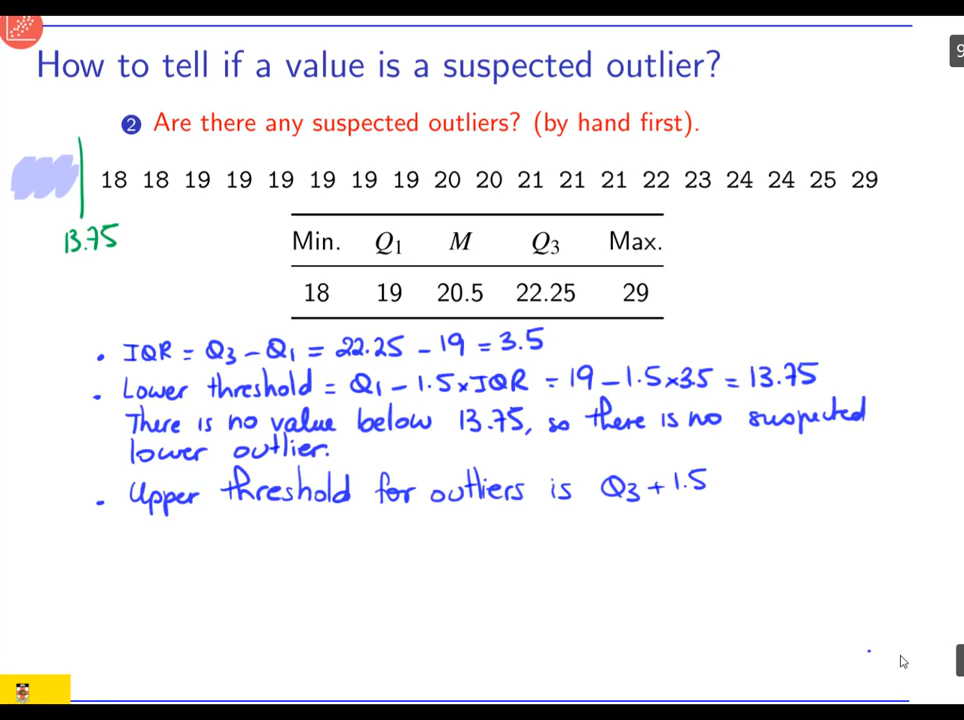 How to tell if a value is a suspected outlier?
2 Are there any suspected outliers? (by hand first).
18 18 19 19 19 19 19 19 20 20 21 21 21 22 23 24 24 25 29
13.75
Min. Q1 M Q3 Max.
18 19 20.5 22.25 29
• IQR = Q3 - Q1 = 22.25 - 19 = 3.5
• Lower threshold = Q1 - 1.5 x IQR = 19 - 1.5 x 3.5 = 13.75
There is no value below 13.75, so there is no suspected
lower outlier.
• Upper threshold for outliers is Q3 + 1.5